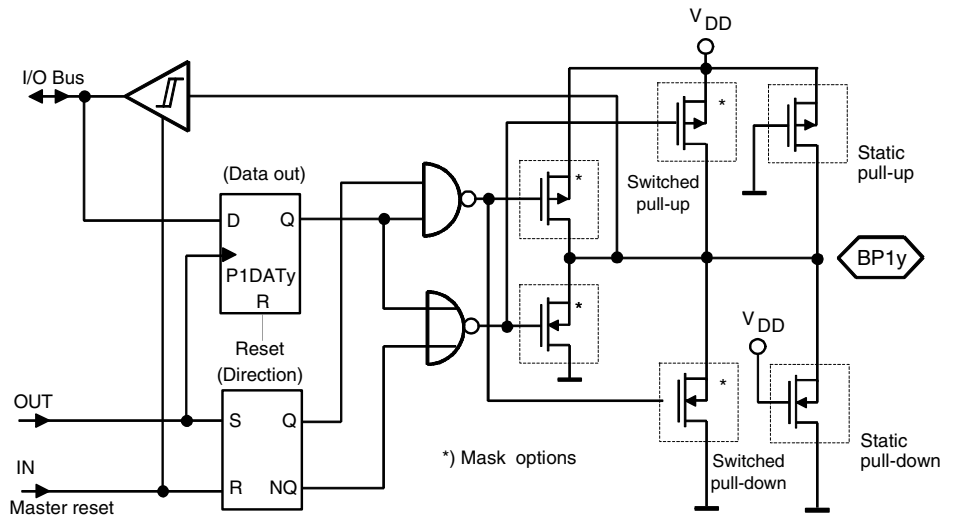 V DD
I/O Bus
*
*
Static
pull-up
(Data out)
Switched
pull-up
D
Q
P1DATy
R
BP1y
*
V DD
Reset
(Direction)
OUT
S
Q
*
*) Mask options
Static
pull-down
Switched
pull-down
IN
R
NQ
Master reset